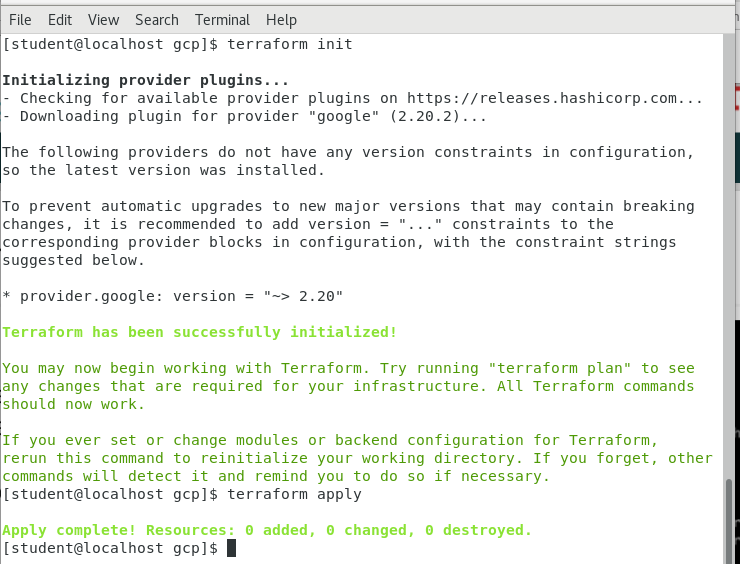 File Edit View Search Terminal Help
[student@localhost gcp]$ terraform init
Initializing provider plugins...
- Checking for available provider plugins on https://releases.hashicorp.com...
- Downloading plugin for provider "google" (2.20.2)...
The following providers do not have any version constraints in configuration,
so the latest version was installed.
To prevent automatic upgrades to new major versions that may contain breaking
changes, it is recommended to add version = "..." constraints to the
corresponding provider blocks in configuration, with the constraint strings
suggested below.
* provider.google: version = "~> 2.20"
Terraform has been successfully initialized!
You may now begin working with Terraform. Try running "terraform plan" to see
any changes that are required for your infrastructure. All Terraform commands
should now work.
If you ever set or change modules or backend configuration for Terraform,
rerun this command to reinitialize your working directory. If you forget, other
commands will detect it and remind you to do so if necessary.
[student@localhost gcp]$ terraform apply
Apply complete! Resources: 0 added, 0 changed, 0 destroyed.
[student@localhost gcp]$